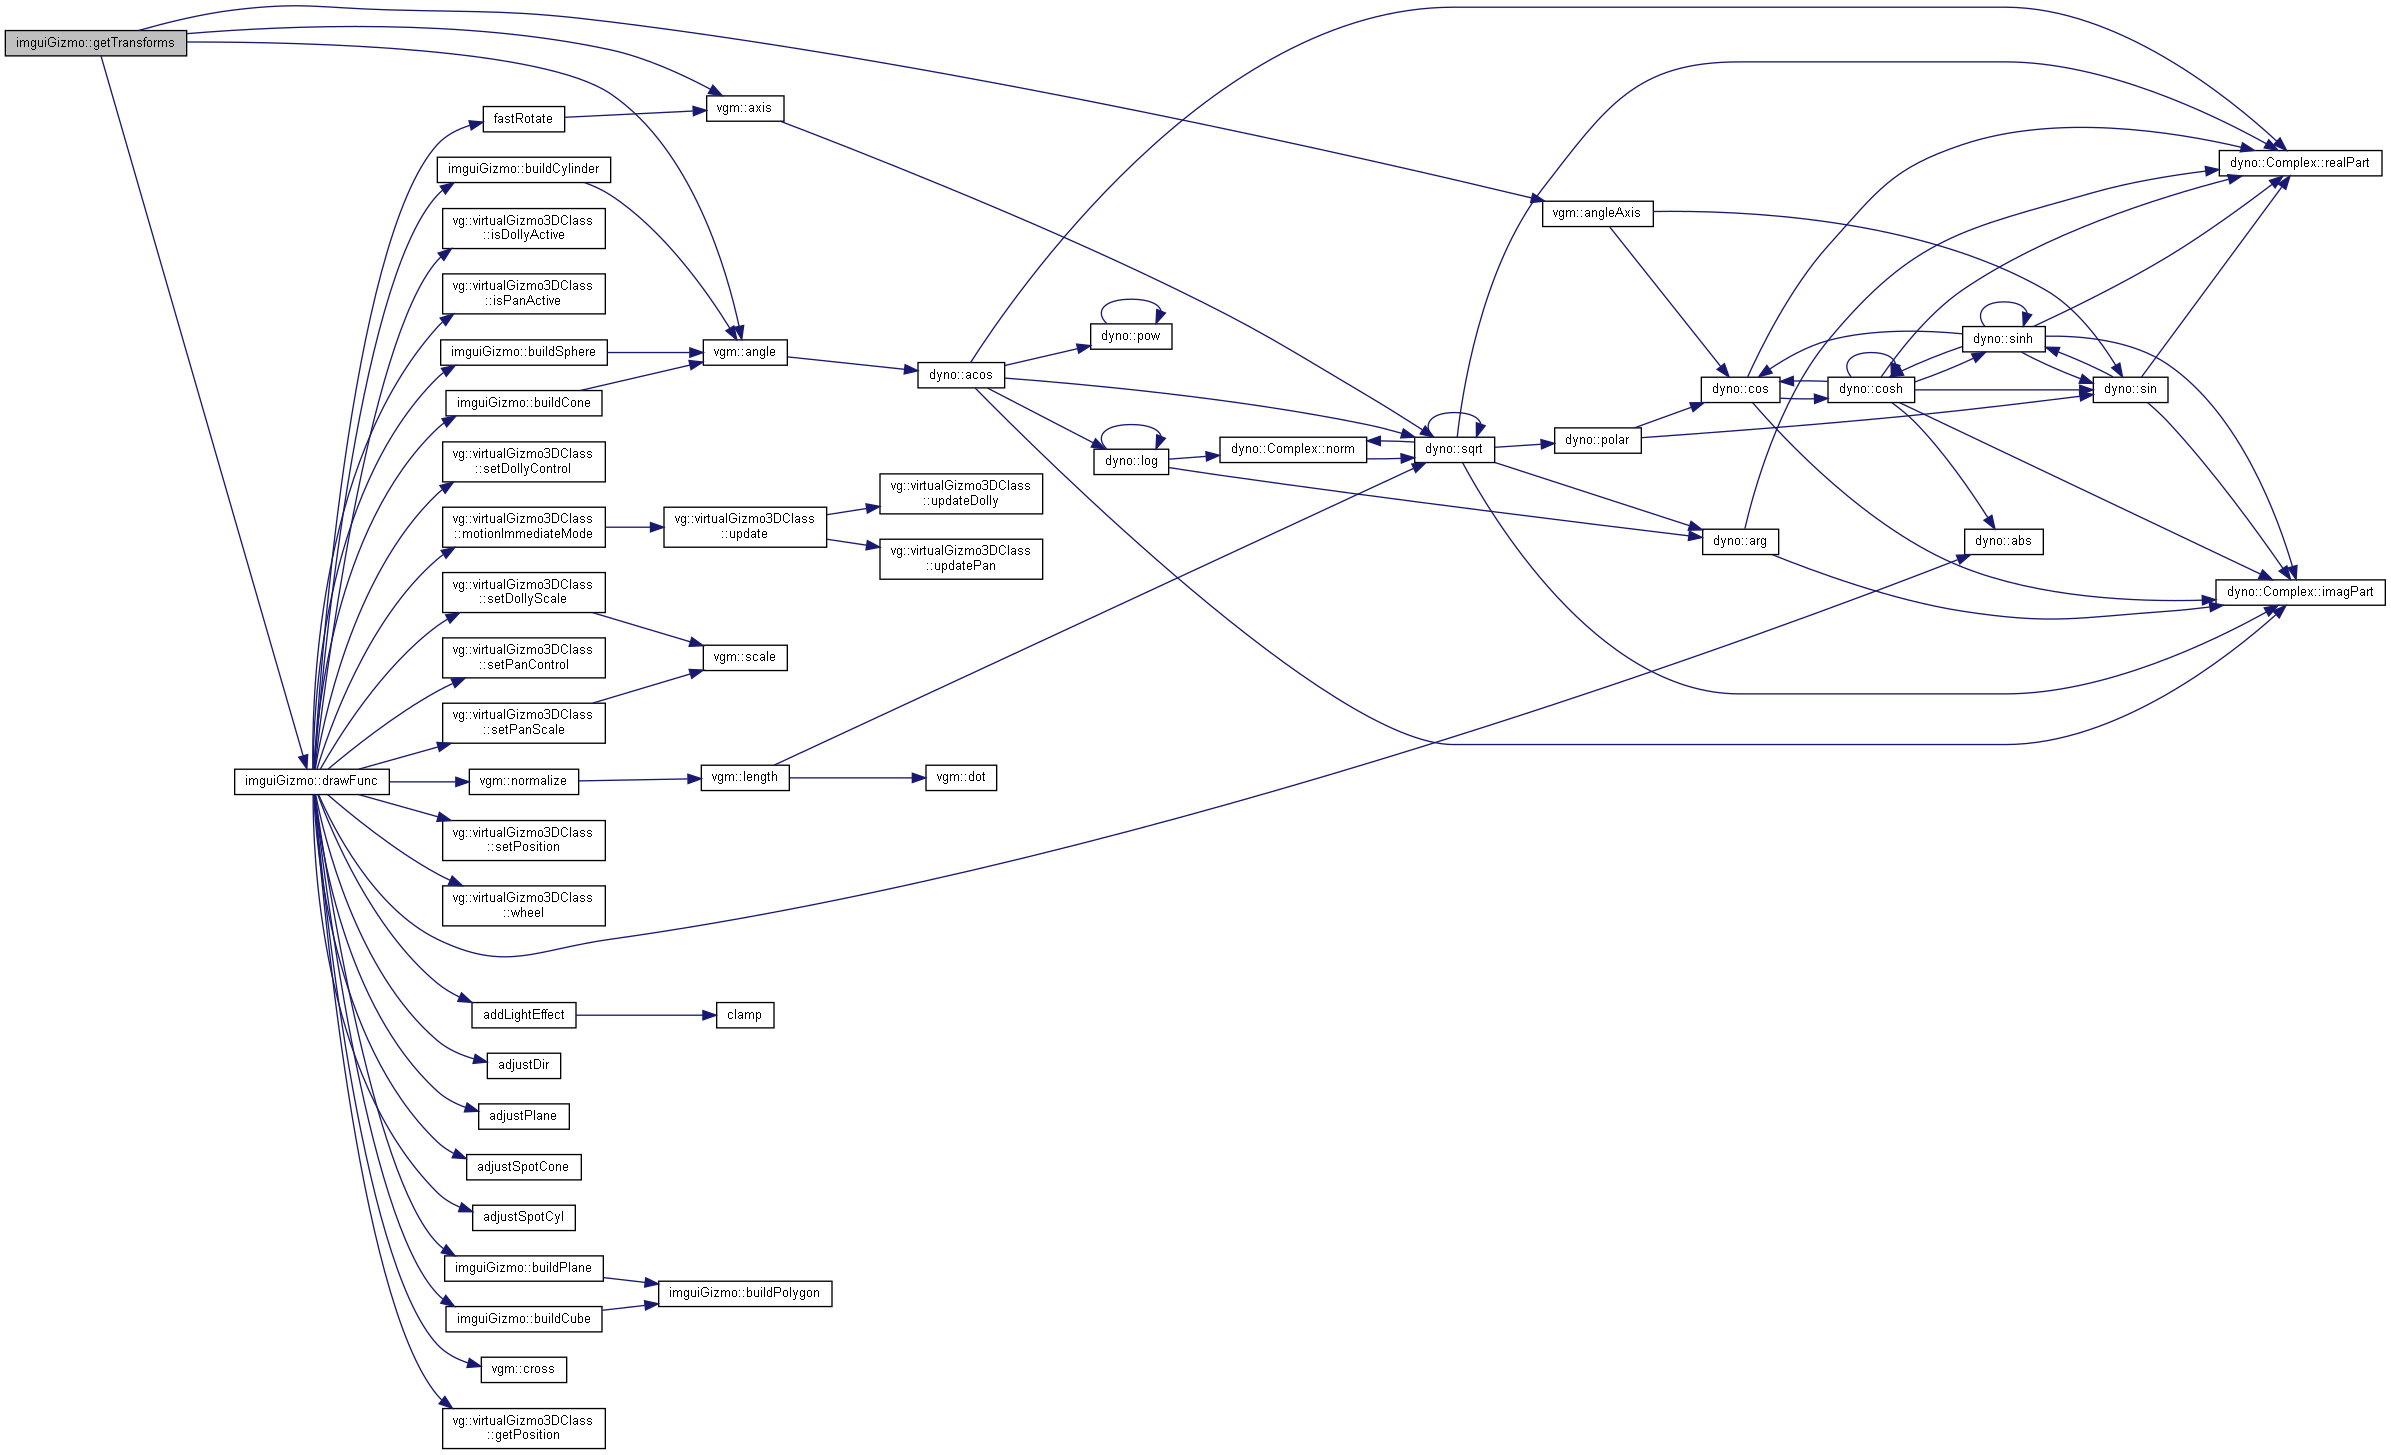 imguiGizmo::getTransforms
fastRotate
vgm::axis
imguiGizmo::buildCylinder
dyno::Complex::realPart
vg::virtualGizmo3DClass
::isDollyActive
vgm::angleAxis
vg::virtualGizmo3DClass
::isPanActive
imguiGizmo::buildSphere
vgm::angle
dyno::pow
dyno::sinh
imguiGizmo::buildCone
dyno::acos
dyno::cos
dyno::cosh
dyno::sin
vg::virtualGizmo3DClass
::setDollyControl
dyno::log
dyno::Complex::norm
dyno::sqrt
dyno::polar
vg::virtualGizmo3DClass
::motionImmediateMode
vg::virtualGizmo3DClass
::update
vg::virtualGizmo3DClass
::updateDolly
vg::virtualGizmo3DClass
::updatePan
dyno::arg
dyno::abs
vg::virtualGizmo3DClass
::setDollyScale
dyno::Complex::imagPart
vg::virtualGizmo3DClass
::setPanControl
vgm::scale
vg::virtualGizmo3DClass
::setPanScale
imguiGizmo::drawFunc
vgm::normalize
vgm::length
vgm::dot
vg::virtualGizmo3DClass
::setPosition
vg::virtualGizmo3DClass
::wheel
addLightEffect
clamp
adjustDir
adjustPlane
adjustSpotCone
adjustSpotCyl
imguiGizmo::buildPlane
imguiGizmo::buildPolygon
imguiGizmo::buildCube
vgm::cross
vg::virtualGizmo3DClass
::getPosition